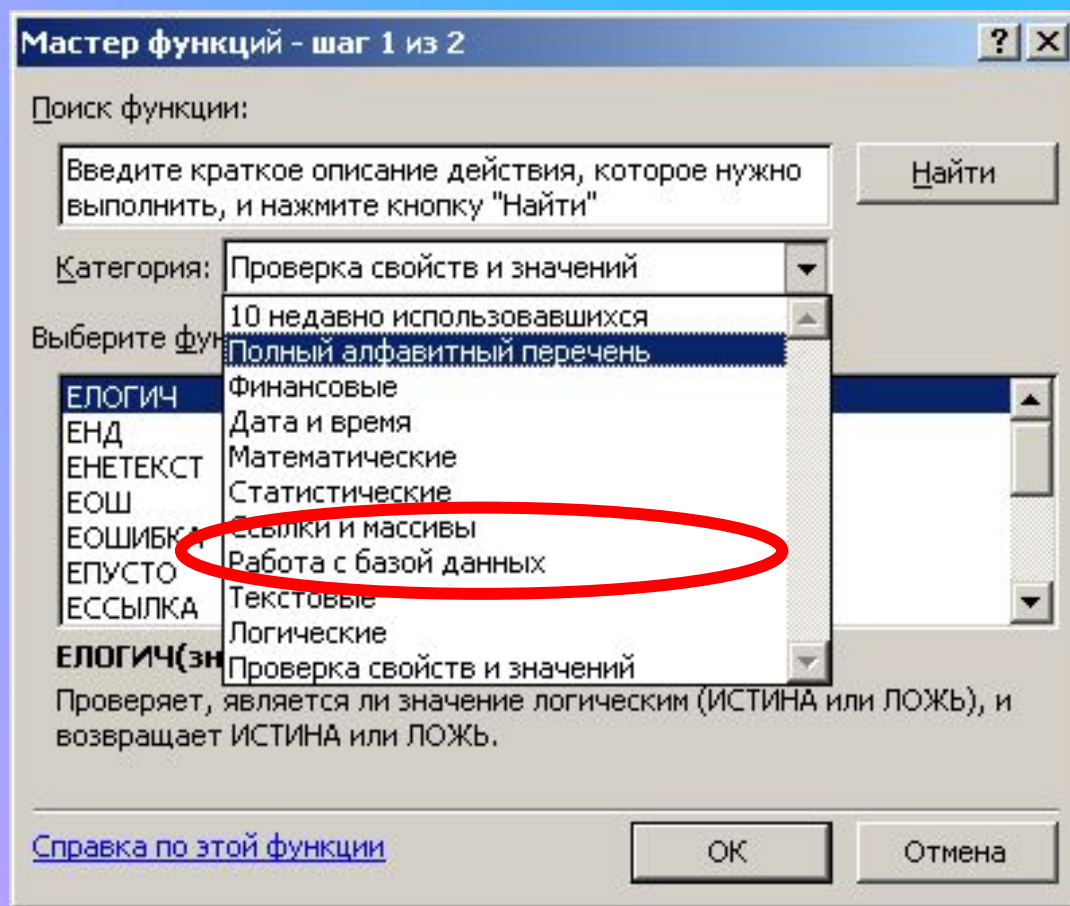 Мастер функций - шаг 1 из 2
Поиск функции:
Введите краткое описание действия, которое нужно
выполнить, и нажмите кнопку "Найти"
Найти
Категория:
Проверка свойств и значений
10 недавно использовавшихся
Полный алфавитный перечень
Финансовые
Дата и время
Математические
Статистические
Ссылки и массивы
Работа с базой данных
Текстовые
Логические
Проверка свойств и значений
Выберите
ЕЛОГИЧ
ЕНД
ЕНЕТЕКСТ
ЕОШ
ЕОШИБКА
ЕПУСТО
ЕССЫЛКА
ЕЛОГИЧ(зн
Проверяет, является ли значение логическим (ИСТИНА или ЛОЖЬ), и
возвращает ИСТИНА или ЛОЖЬ.
Справка по этой функции
ОК
Отмена